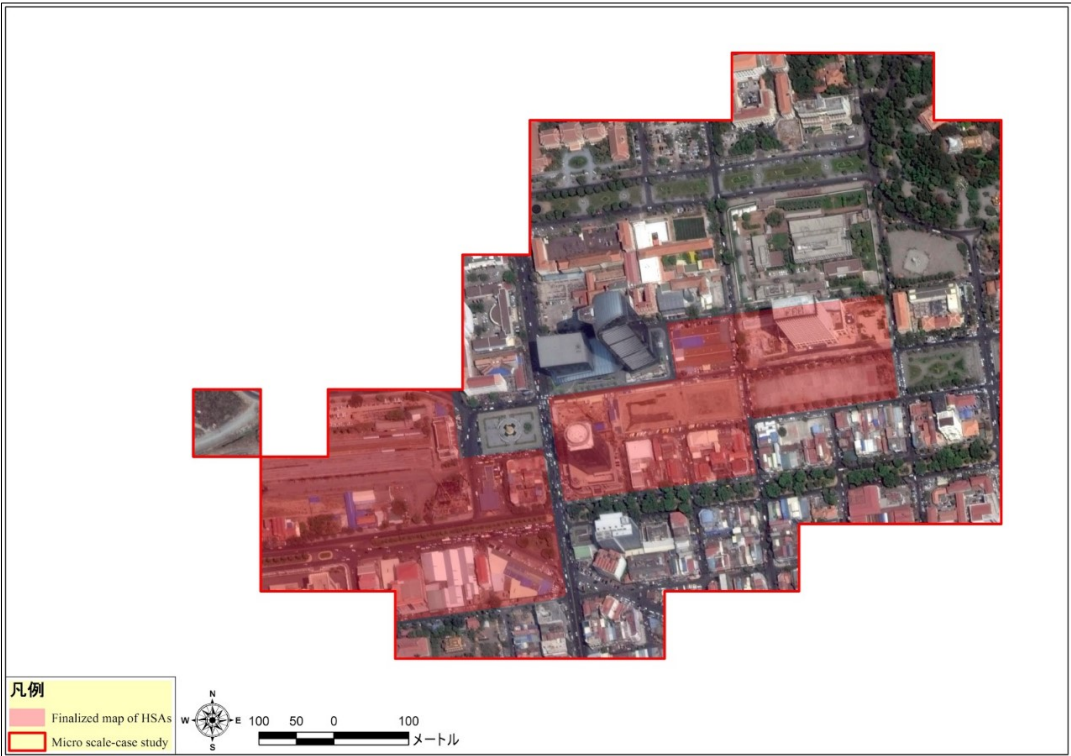 凡例
Finalized map of HSAs
Micro scale-case study
N
W E
S
100 50 0 100
メートル